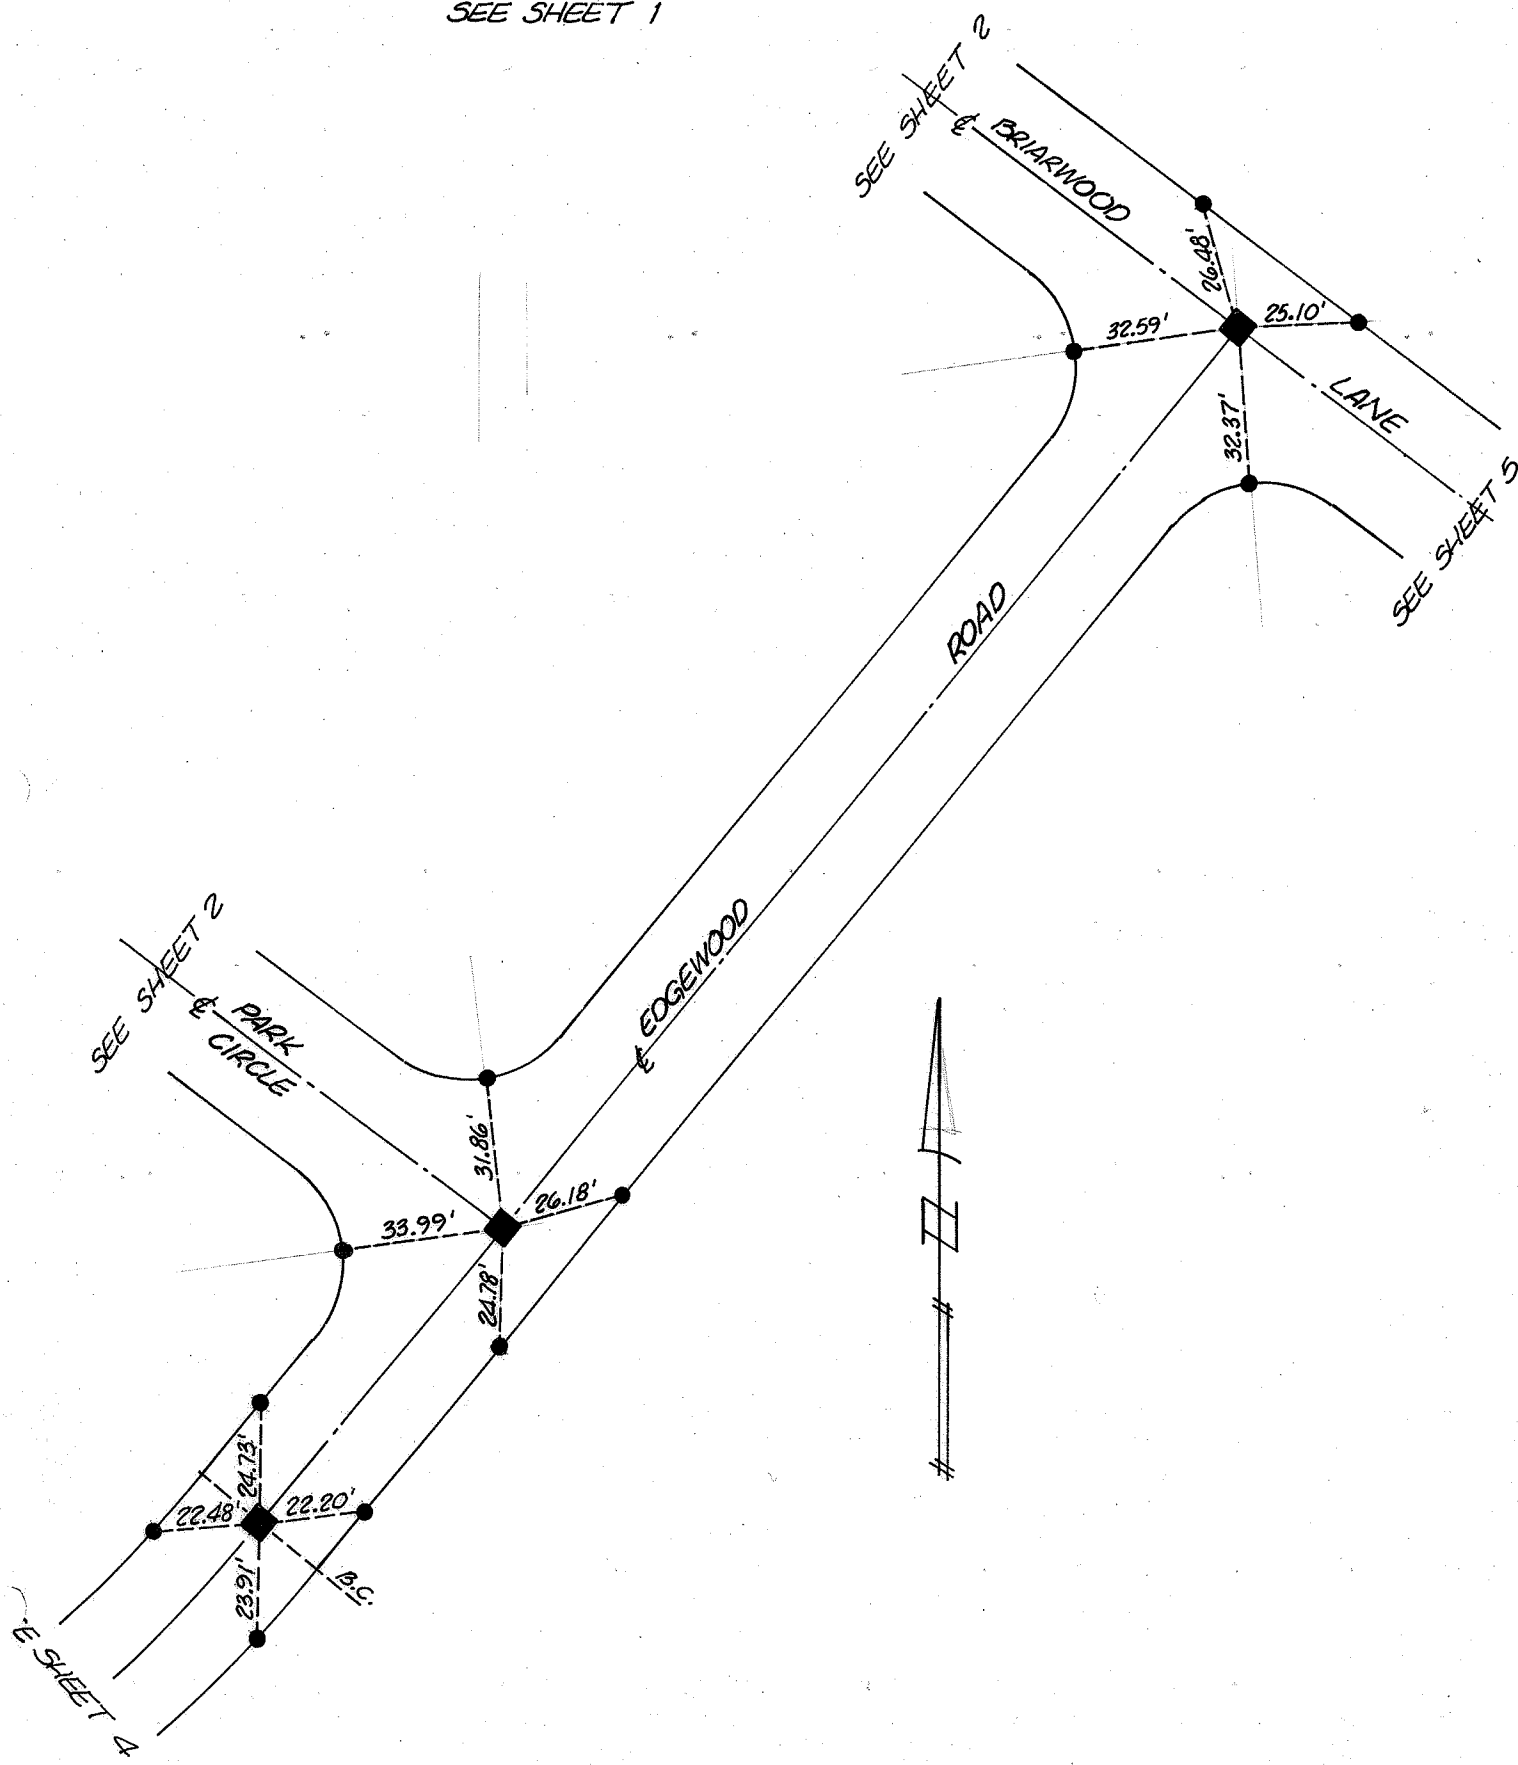 SEE SHEET 1
SEE SHEET 2
℄ BRIARWOOD
LANE
26.48'
25.10'
32.59'
32.37'
SEE SHEET 5
ROAD
℄ EDGEWOOD
SEE SHEET 2
℄ PARK
CIRCLE
31.86'
26.18'
33.99'
24.78'
24.73'
22.48'
22.20'
23.91'
B.C.
E SHEET 4
N